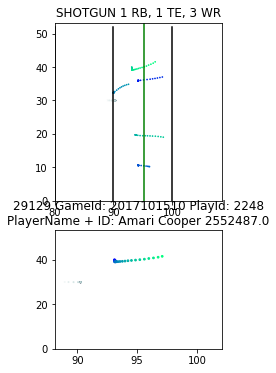 SHOTGUN 1 RB, 1 TE, 3 WR
50
40
30
20
10
0
80 90 100
29129 GameId: 2017101510 PlayId: 2248
PlayerName + ID: Amari Cooper 2552487.0
40
20
0
90 95 100